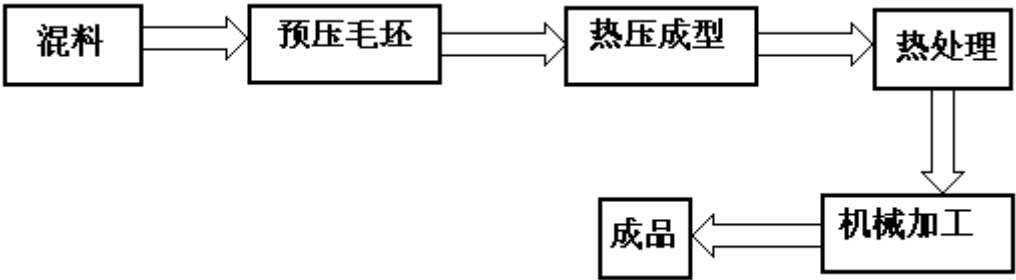 混料
预压毛坯
热压成型
热处理
机械加工
成品